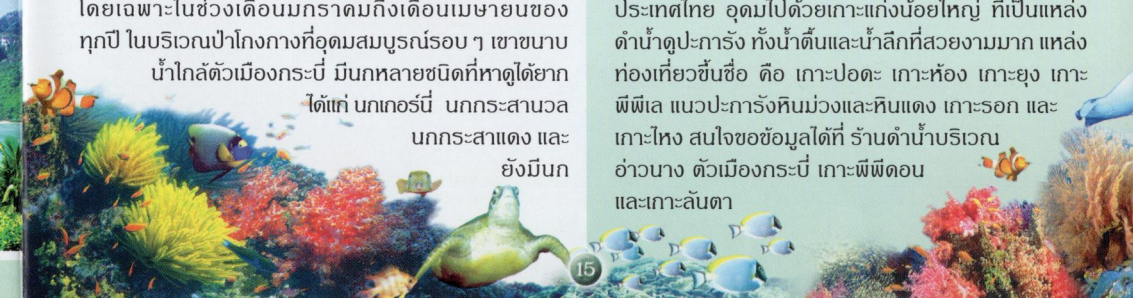 โดยเฉพาะในช่วงเดือนมกราคมถึงเดือนเมษายนของ
ทุกปี ในบริเวณป่าโกงกางที่อุดมสมบูรณ์รอบ ๆ เขาขนาบ
น้ำใกล้ตัวเมืองกระบี่ มีนกหลายชนิดที่หาดูได้ยาก
ได้แก่ นกเกอร์นี่ นกกระสานวล
นกกระสาแดง และ
ยังมีนก
ประเทศไทย อุดมไปด้วยเกาะแก่งน้อยใหญ่ ที่เป็นแหล่ง
ดำน้ำดูปะการัง ทั้งน้ำตื้นและน้ำลึกที่สวยงามมาก แหล่ง
ท่องเที่ยวขึ้นชื่อ คือ เกาะปอดะ เกาะห้อง เกาะยุง เกาะ
พีพีเล แนวปะการังหินม่วงและหินแดง เกาะรอก และ
เกาะไหง สนใจขอข้อมูลได้ที่ ร้านดำน้ำบริเวณ
อ่าวนาง ตัวเมืองกระบี่ เกาะพีพีดอน
และเกาะลันตา
15